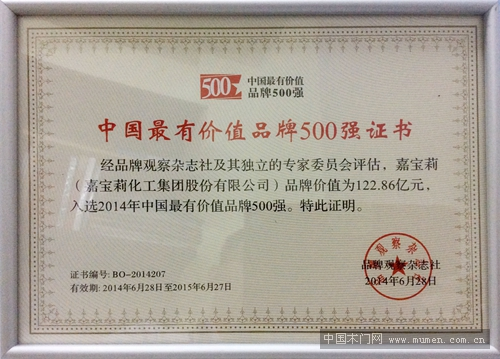 500
中国最有价值
品牌500强
中国最有价值品牌500强证书
经品牌观察杂志社及其独立的专家委员会评估，嘉宝莉
（嘉宝莉化工集团股份有限公司）品牌价值为122.86亿元，
入选2014年中国最有价值品牌500强。特此证明。
品牌观察杂志社
证书编号: BO-2014207
2014年6月28日
有效期: 2014年6月28日至2015年6月27日
中国木门网 www.mumen.com.cn